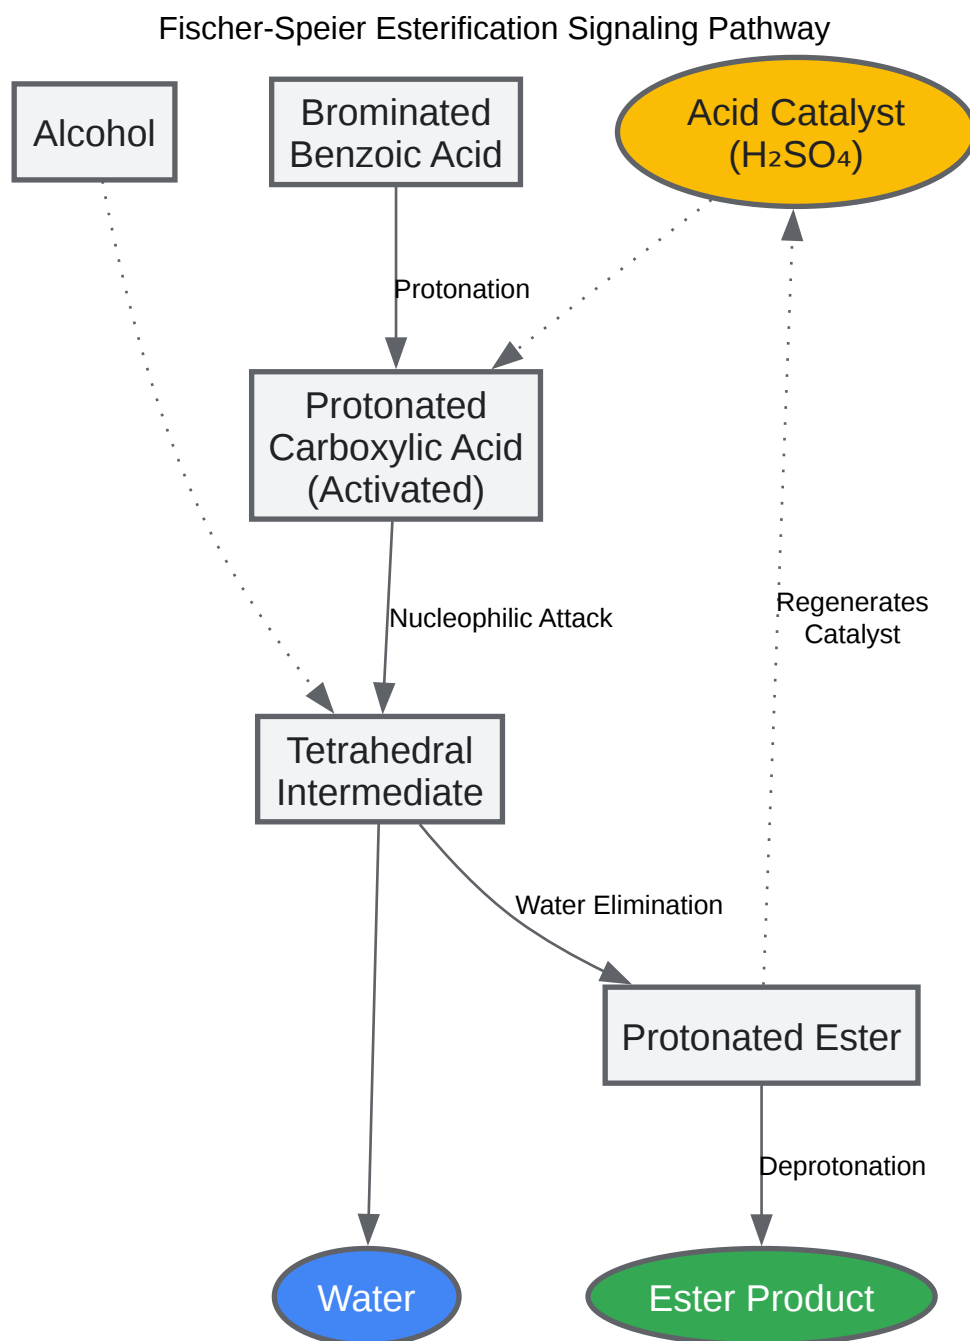 Fischer-Speier Esterification Signaling Pathway
Alcohol
Brominated
Benzoic Acid
Acid Catalyst
(H₂SO₄)
Protonation
Protonated
Carboxylic Acid
(Activated)
Nucleophilic Attack
Regenerates
Catalyst
Tetrahedral
Intermediate
Water Elimination
Protonated Ester
Deprotonation
Water
Ester Product